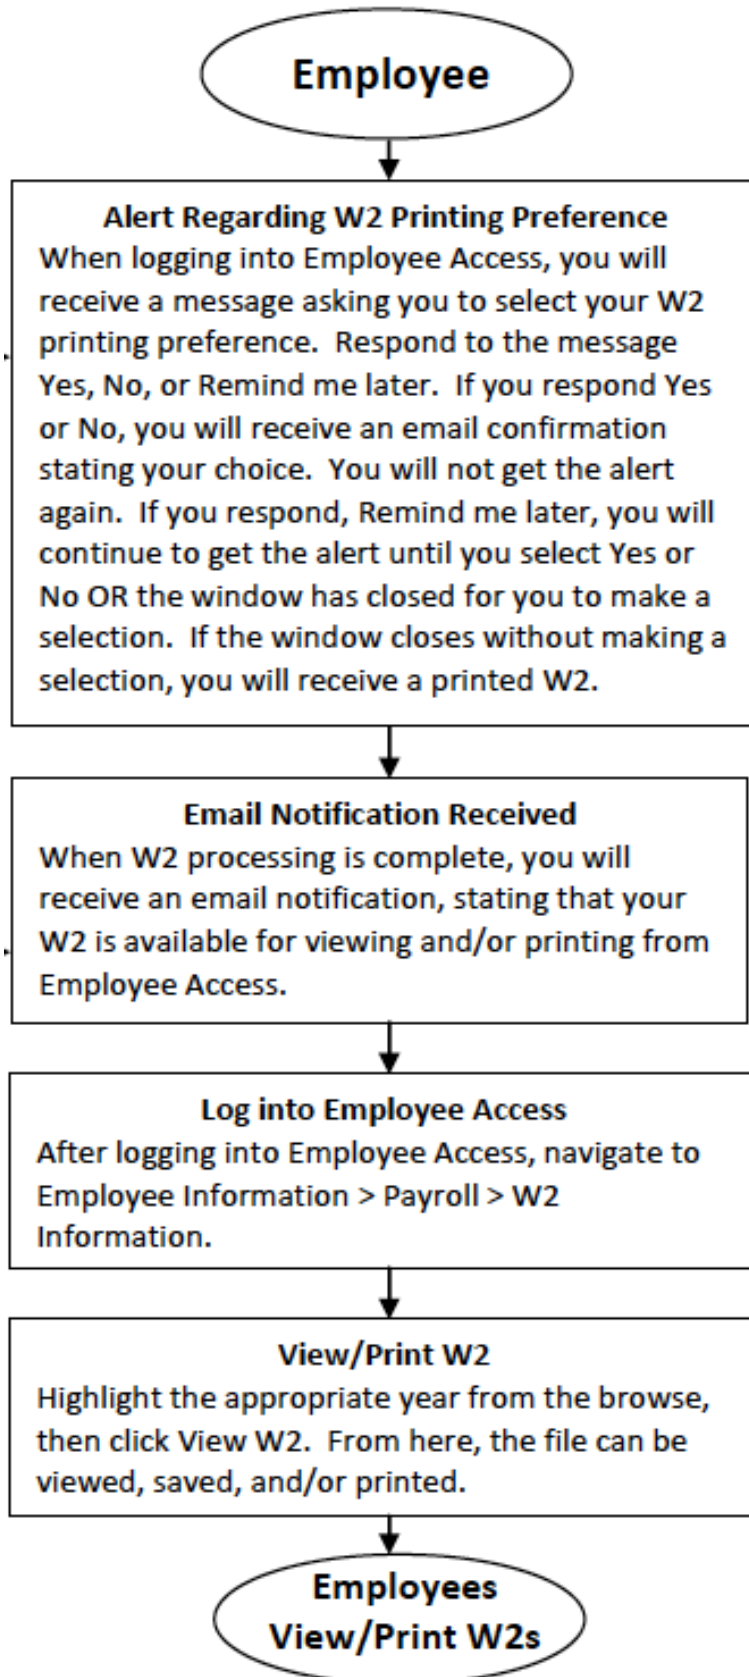 Employee
Alert Regarding W2 Printing Preference
When logging into Employee Access, you will
receive a message asking you to select your W2
printing preference.  Respond to the message
Yes, No, or Remind me later.  If you respond Yes
or No, you will receive an email confirmation
stating your choice.  You will not get the alert
again.  If you respond, Remind me later, you will
continue to get the alert until you select Yes or
No OR the window has closed for you to make a
selection.  If the window closes without making a
selection, you will receive a printed W2.
Email Notification Received
When W2 processing is complete, you will
receive an email notification, stating that your
W2 is available for viewing and/or printing from
Employee Access.
Log into Employee Access
After logging into Employee Access, navigate to
Employee Information > Payroll > W2
Information.
View/Print W2
Highlight the appropriate year from the browse,
then click View W2.  From here, the file can be
viewed, saved, and/or printed.
Employees
View/Print W2s